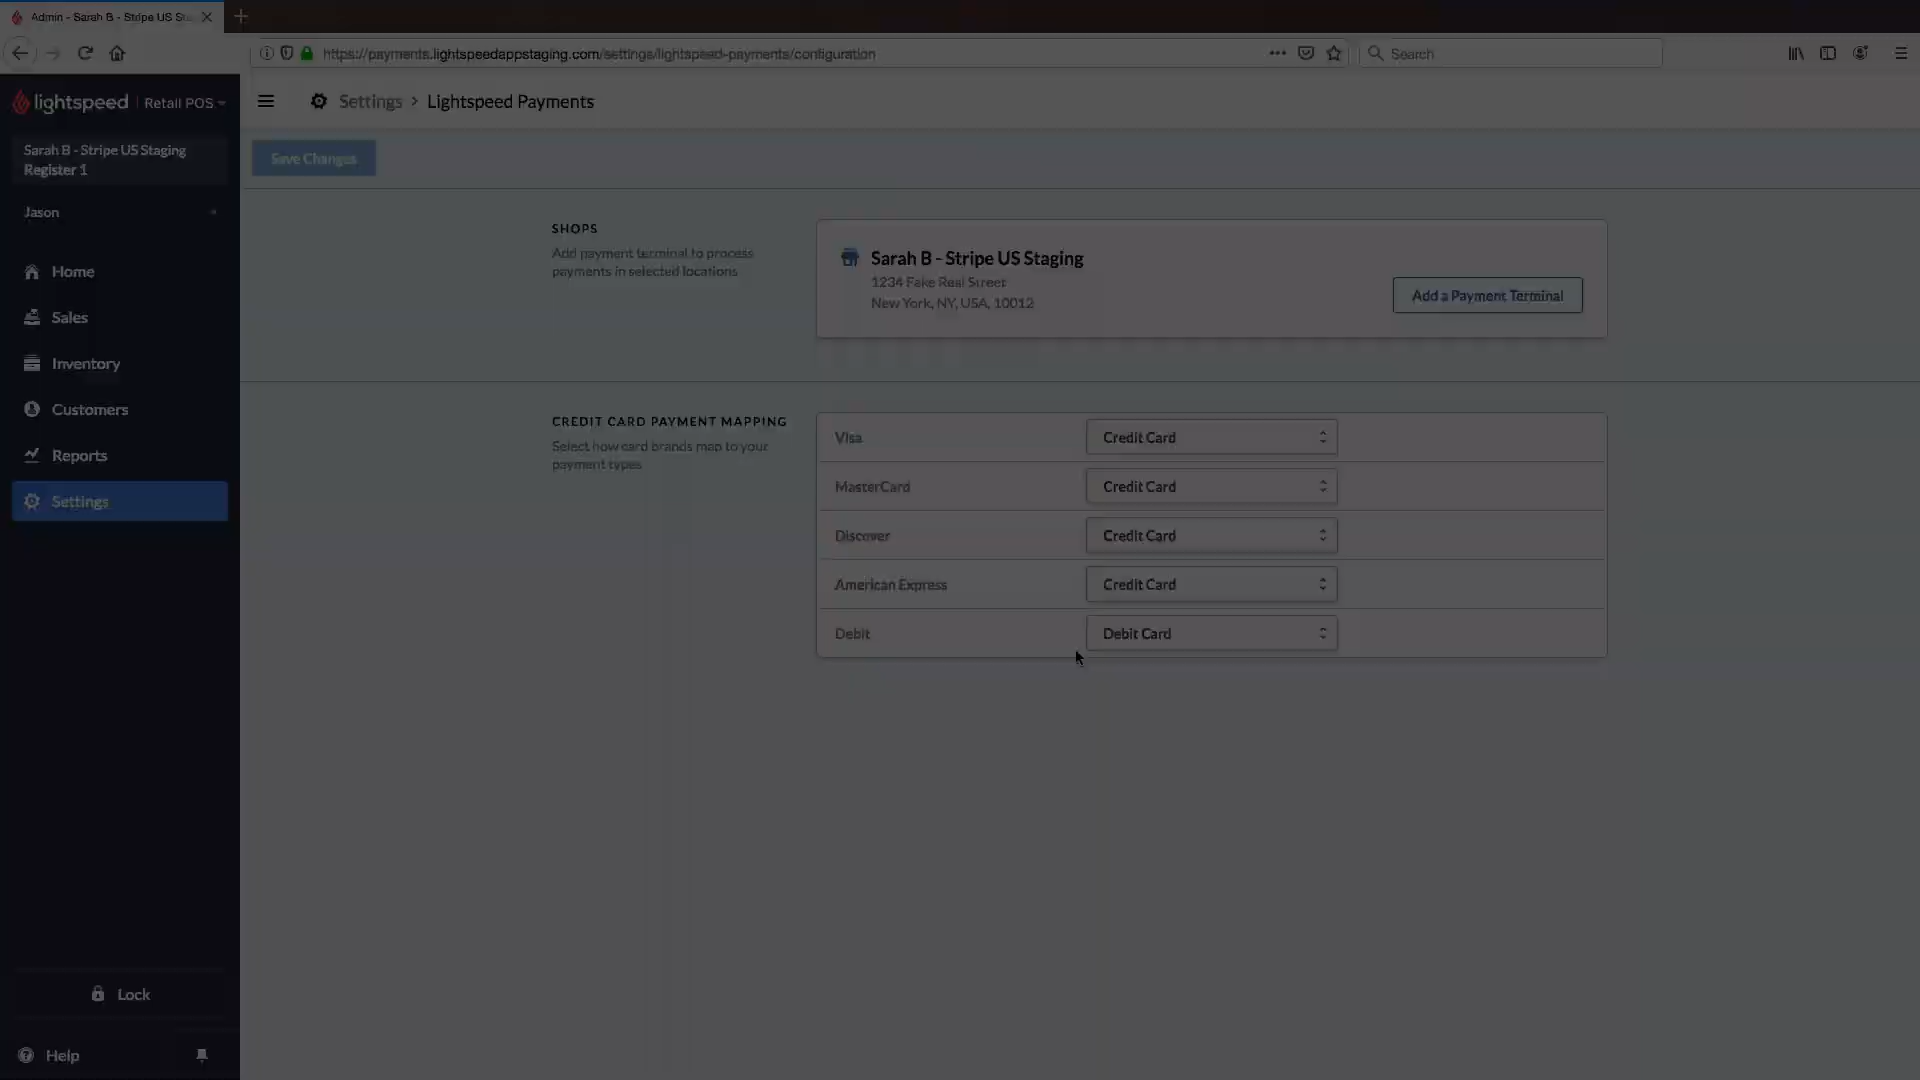 Admin - Sarah B - Stripe US Sta
https://payments.lightspeedappstaging.com/settings/lightspeed-payments/configuration
Search
lightspeed Retail POS
Settings > Lightspeed Payments
Sarah B - Stripe US Staging
Register 1
Save Changes
Jason
Home
Sales
Inventory
Customers
Reports
Settings
Lock
Help
SHOPS
Add payment terminal to process
payments in selected locations
Sarah B - Stripe US Staging
1234 Fake Real Street
New York, NY, USA, 10012
Add a Payment Terminal
CREDIT CARD PAYMENT MAPPING
Select how card brands map to your
payment types
Visa Credit Card
MasterCard Credit Card
Discover Credit Card
American Express Credit Card
Debit Debit Card